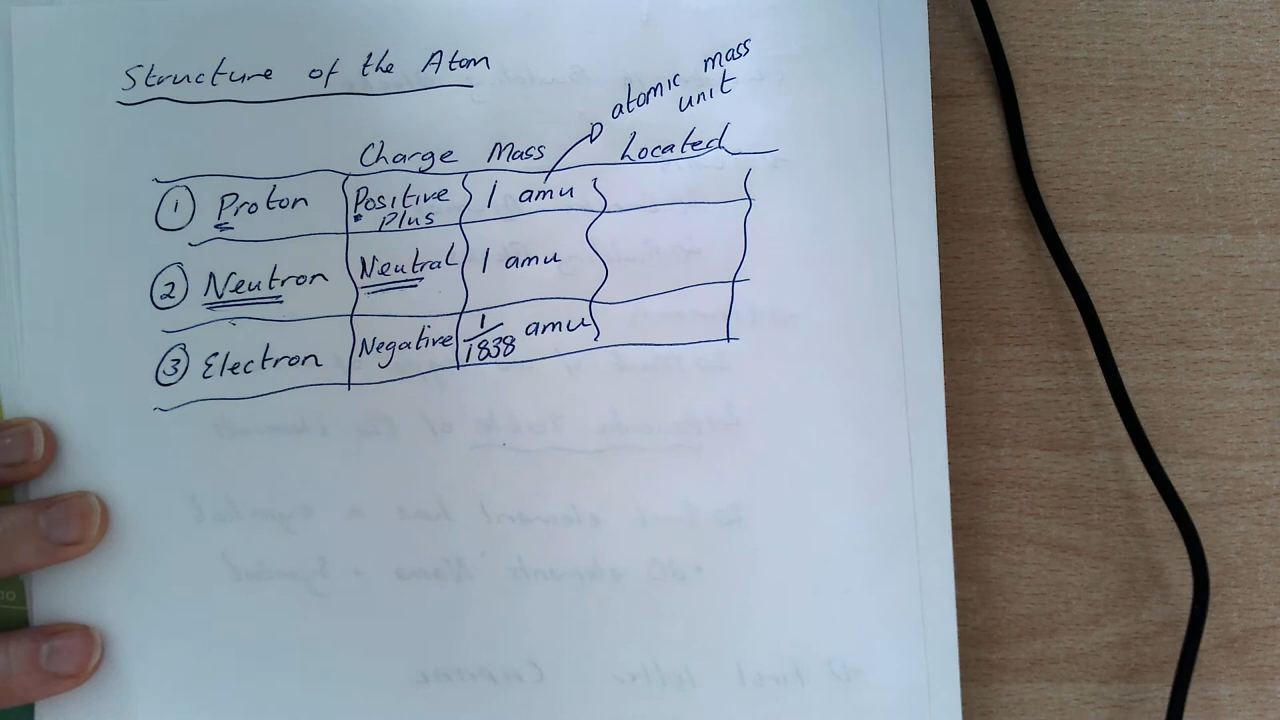 Structure of the Atom
atomic mass
unit
Charge Mass Located
① Proton Positive 1 amu
Plus
② Neutron Neutral 1 amu
③ Electron Negative 1/1838 amu